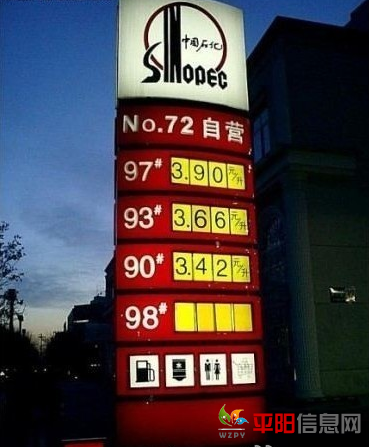 中国石化
SINOPEC
No.72 自营
97# 3.90 元/升
93# 3.66 元/升
90# 3.42 元/升
98#
平阳信息网
WZPY